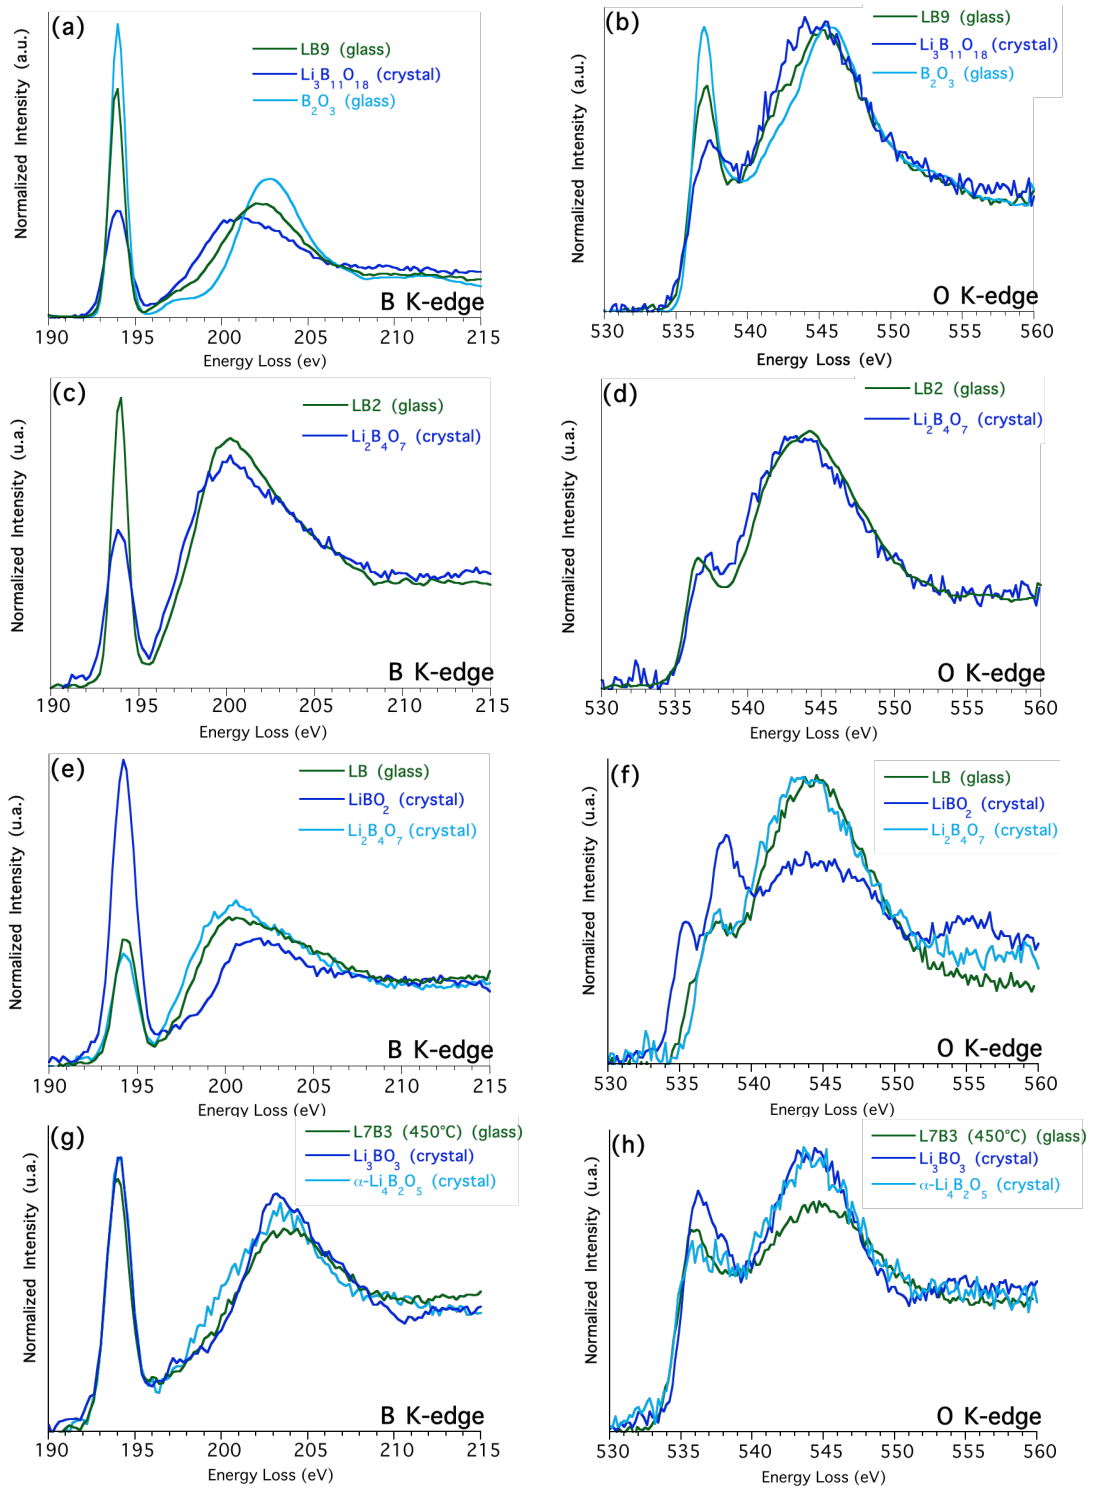 (a)
LB9 (glass)
Li3B11O18 (crystal)
B2O3 (glass)
Normalized Intensity (a.u.)
B K-edge
190 195 200 205 210 215
Energy Loss (ev)
(b)
LB9 (glass)
Li3B11O18 (crystal)
B2O3 (glass)
Normalized Intensity (a.u.)
O K-edge
530 535 540 545 550 555 560
Energy Loss (eV)
(c)
LB2 (glass)
Li2B4O7 (crystal)
Normalized Intensity (u.a.)
B K-edge
190 195 200 205 210 215
Energy Loss (eV)
(d)
LB2 (glass)
Li2B4O7 (crystal)
Normalized Intensity (u.a.)
O K-edge
530 535 540 545 550 555 560
Energy Loss (eV)
(e)
LB (glass)
LiBO2 (crystal)
Li2B4O7 (crystal)
Normalized Intensity (u.a.)
B K-edge
190 195 200 205 210 215
Energy Loss (eV)
(f)
LB (glass)
LiBO2 (crystal)
Li2B4O7 (crystal)
Normalized Intensity (u.a.)
O K-edge
530 535 540 545 550 555 560
Energy Loss (eV)
(g)
L7B3 (450°C) (glass)
Li3BO3 (crystal)
α-Li4B2O5 (crystal)
Normalized Intensity (u.a.)
B K-edge
190 195 200 205 210 215
Energy Loss (eV)
(h)
L7B3 (450°C) (glass)
Li3BO3 (crystal)
α-Li4B2O5 (crystal)
Normalized Intensity (u.a.)
O K-edge
530 535 540 545 550 555 560
Energy Loss (eV)